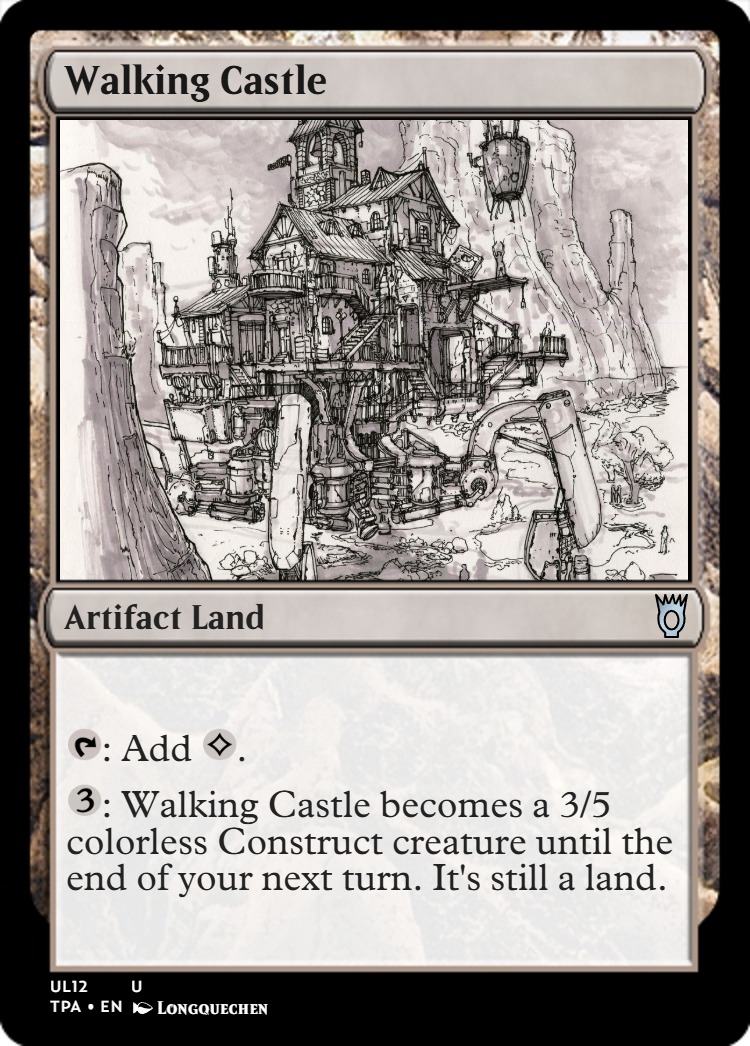 Walking Castle
Artifact Land
: Add .
3: Walking Castle becomes a 3/5
colorless Construct creature until the
end of your next turn. It's still a land.
UL12 U
TPA • EN LONGQUECHEN